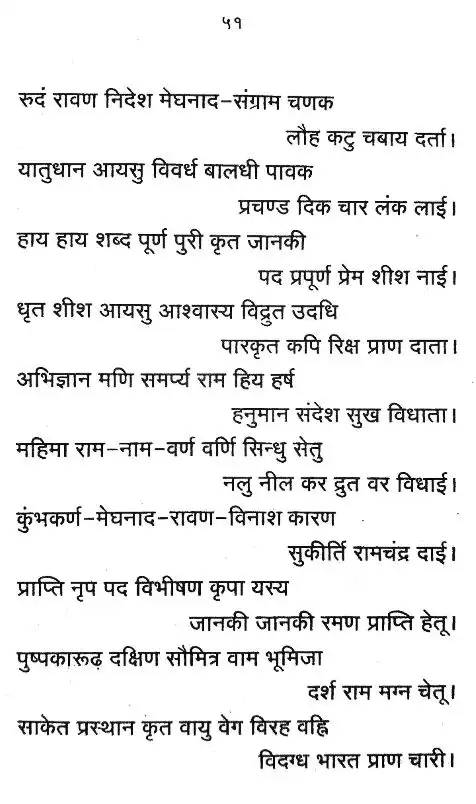 ५१
रुदं रावण निदेश मेघनाद-संग्राम चणक
लौह कटु चबाय दर्ता।
यातुधान आयसु विवर्ध बालधी पावक
प्रचण्ड दिक चार लंक लाई।
हाय हाय शब्द पूर्ण पुरी कृत जानकी
पद प्रपूर्ण प्रेम शीश नाई।
धृत शीश आयसु आश्वास्य विद्रुत उदधि
पारकृत कपि रिक्ष प्राण दाता।
अभिज्ञान मणि समर्प्य राम हिय हर्ष
हनुमान संदेश सुख विधाता।
महिमा राम-नाम-वर्ण वर्णि सिन्धु सेतु
नलु नील कर द्रुत वर विधाई।
कुंभकर्ण-मेघनाद-रावण-विनाश कारण
सुकीर्ति रामचंद्र दाई।
प्राप्ति नृप पद विभीषण कृपा यस्य
जानकी जानकी रमण प्राप्ति हेतू।
पुष्पकारूढ़ दक्षिण सौमित्र वाम भूमिजा
दर्श राम मग्न चेतू।
साकेत प्रस्थान कृत वायु वेग विरह वह्नि
विदग्ध भारत प्राण चारी।